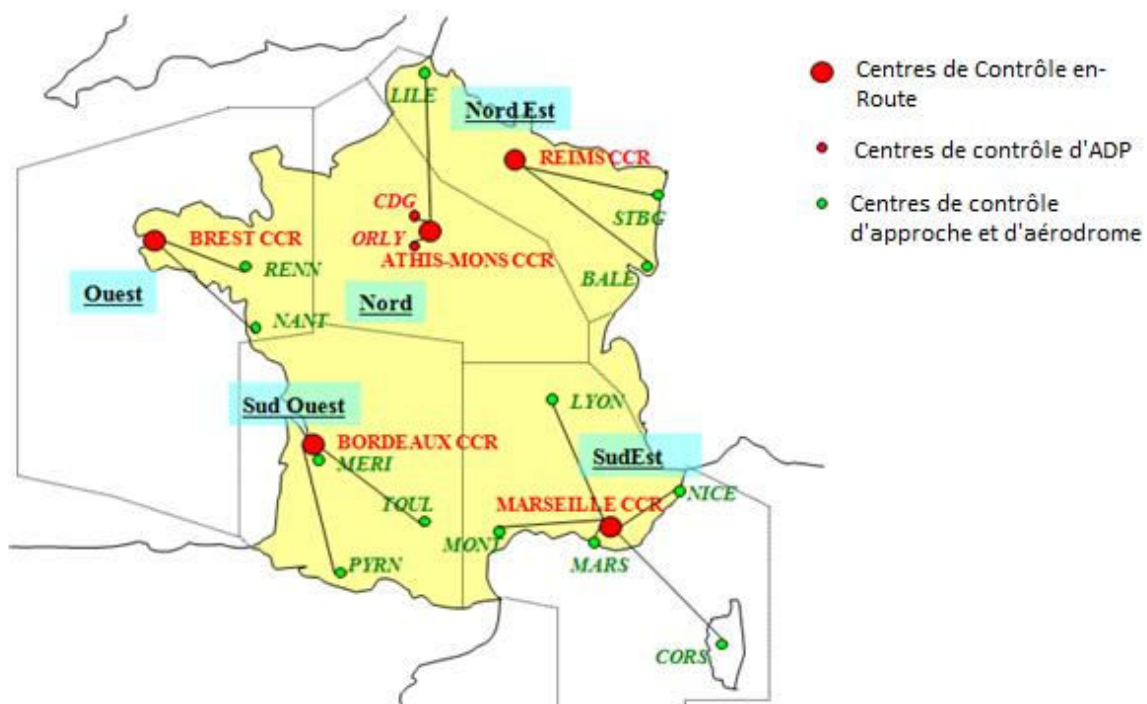 LILE
Nord Est
REIMS CCR
STBG
BALE
CDG
ORLY
ATHIS-MONS CCR
Nord
BREST CCR
RENN
NANT
Ouest
Sud Ouest
BORDEAUX CCR
MERI
TOUL
PYRN
LYON
SudEst
MARSEILLE CCR
NICE
MONT
MARS
CORS
Centres de Contrôle en-
Route
Centres de contrôle d'ADP
Centres de contrôle
d'approche et d'aérodrome